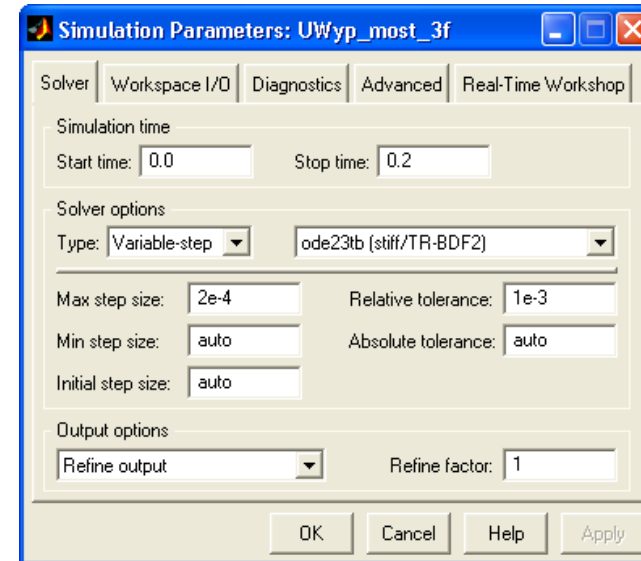 Simulation Parameters: UWyp_most_3f
Solver Workspace I/O Diagnostics Advanced Real-Time Workshop
Simulation time
Start time: 0.0 Stop time: 0.2
Solver options
Type: Variable-step ode23tb (stiff/TR-BDF2)
Max step size: 2e-4 Relative tolerance: 1e-3
Min step size: auto Absolute tolerance: auto
Initial step size: auto
Output options
Refine output Refine factor: 1
OK Cancel Help Apply